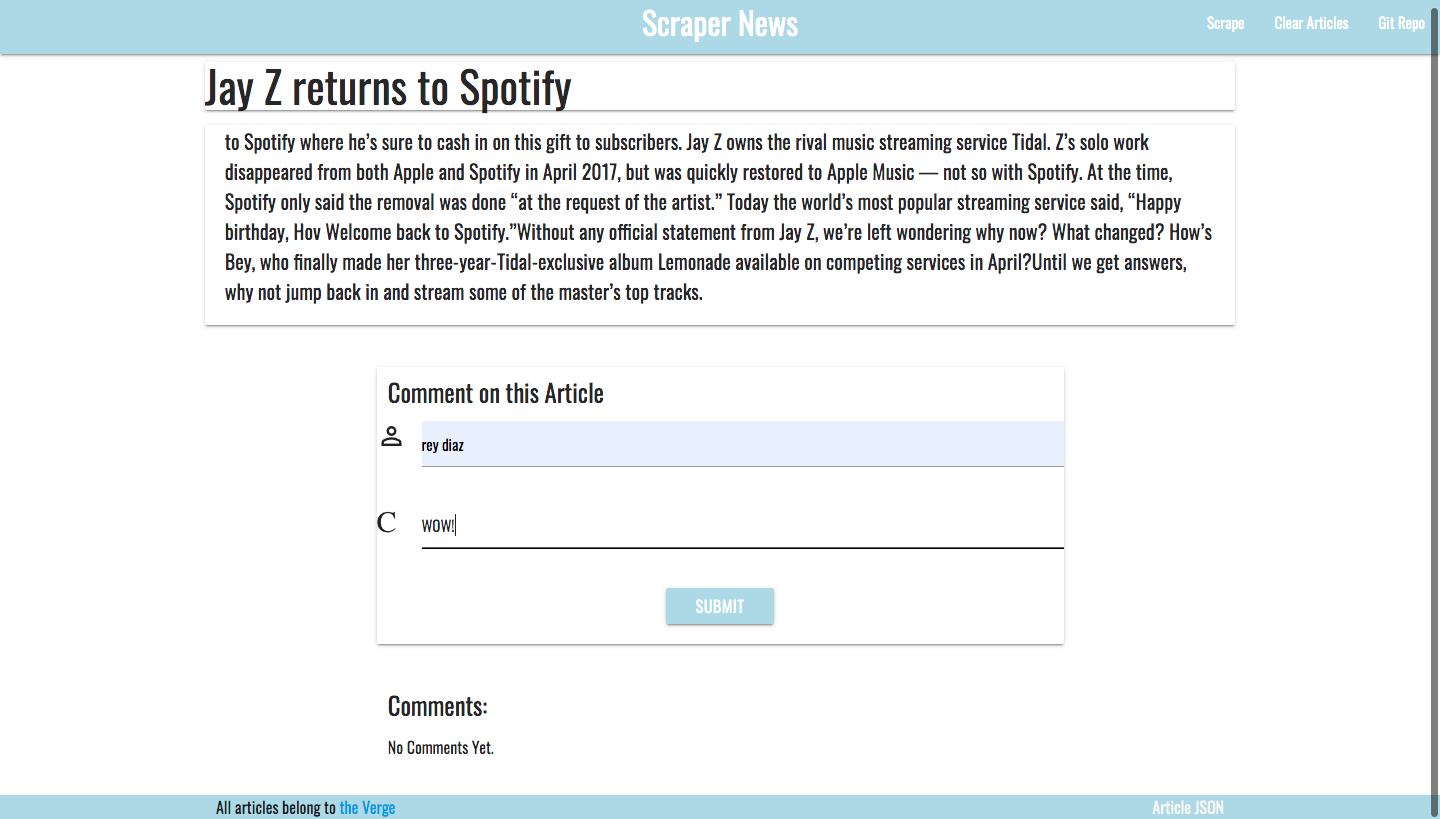 Scraper News
Scrape Clear Articles Git Repo
Jay Z returns to Spotify
to Spotify where he’s sure to cash in on this gift to subscribers. Jay Z owns the rival music streaming service Tidal. Z’s solo work
disappeared from both Apple and Spotify in April 2017, but was quickly restored to Apple Music — not so with Spotify. At the time,
Spotify only said the removal was done “at the request of the artist.” Today the world’s most popular streaming service said, “Happy
birthday, Hov Welcome back to Spotify.”Without any official statement from Jay Z, we’re left wondering why now? What changed? How’s
Bey, who finally made her three-year-Tidal-exclusive album Lemonade available on competing services in April?Until we get answers,
why not jump back in and stream some of the master’s top tracks.
Comment on this Article
rey diaz
C
WOW!
SUBMIT
Comments:
No Comments Yet.
All articles belong to the Verge
Article JSON